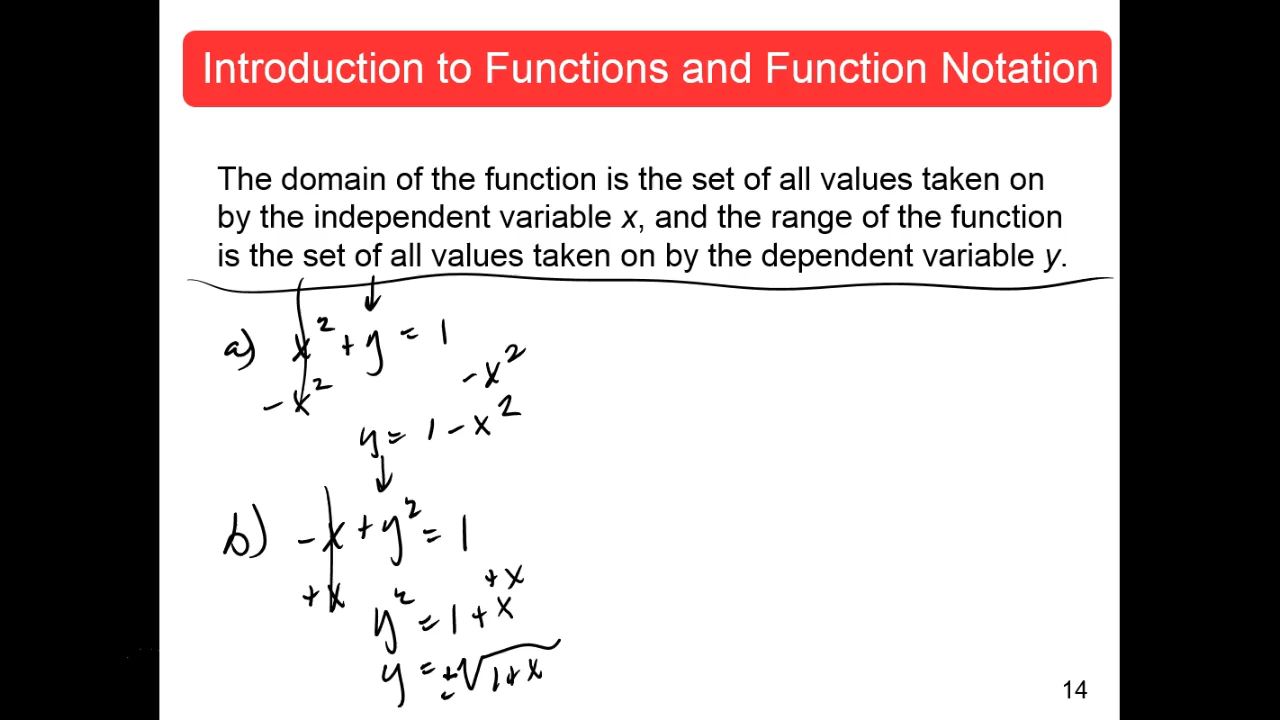 Introduction to Functions and Function Notation
The domain of the function is the set of all values taken on
by the independent variable x, and the range of the function
is the set of all values taken on by the dependent variable y.
a) x² + y = 1
- x² - x²
y = 1 - x²
b) - x + y² = 1
+ x + x
y² = 1 + x
y = ±√1+x
14